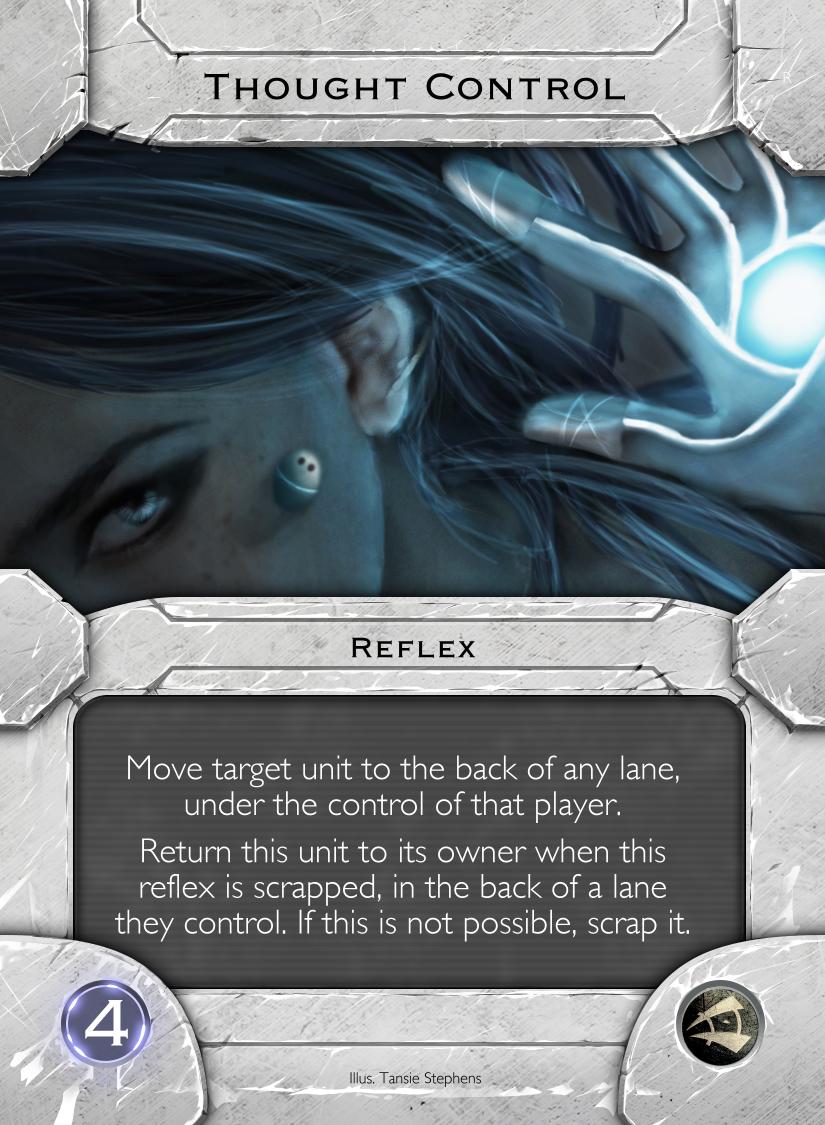 Thought Control
Reflex
Move target unit to the back of any lane,
under the control of that player.
Return this unit to its owner when this
reflex is scrapped, in the back of a lane
they control. If this is not possible, scrap it.
4
Illus. Tansie Stephens